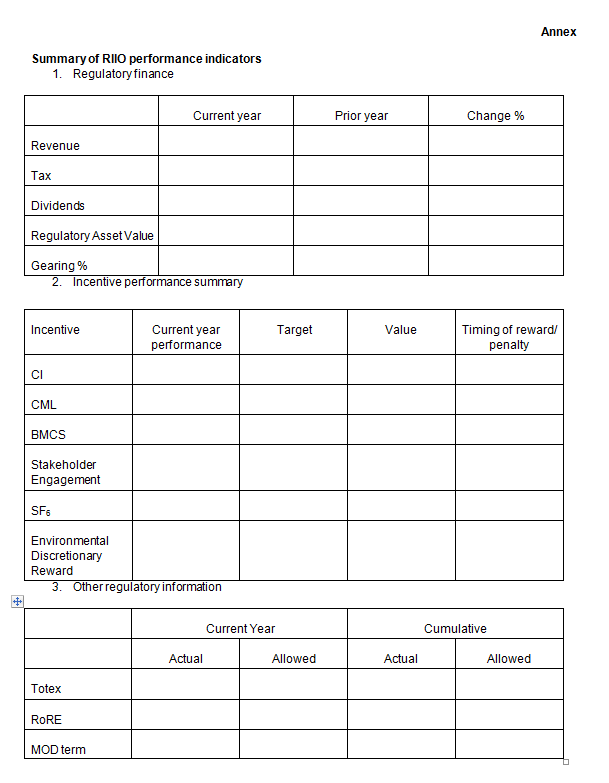 Annex
Summary of RIIO performance indicators
1. Regulatory finance
Current year Prior year Change %
Revenue
Tax
Dividends
Regulatory Asset Value
Gearing %
2. Incentive performance summary
Incentive Current year performance Target Value Timing of reward/ penalty
CI
CML
BMCS
Stakeholder
Engagement
SF₆
Environmental
Discretionary
Reward
3. Other regulatory information
Current Year Cumulative
Actual Allowed Actual Allowed
Totex
RoRE
MOD term